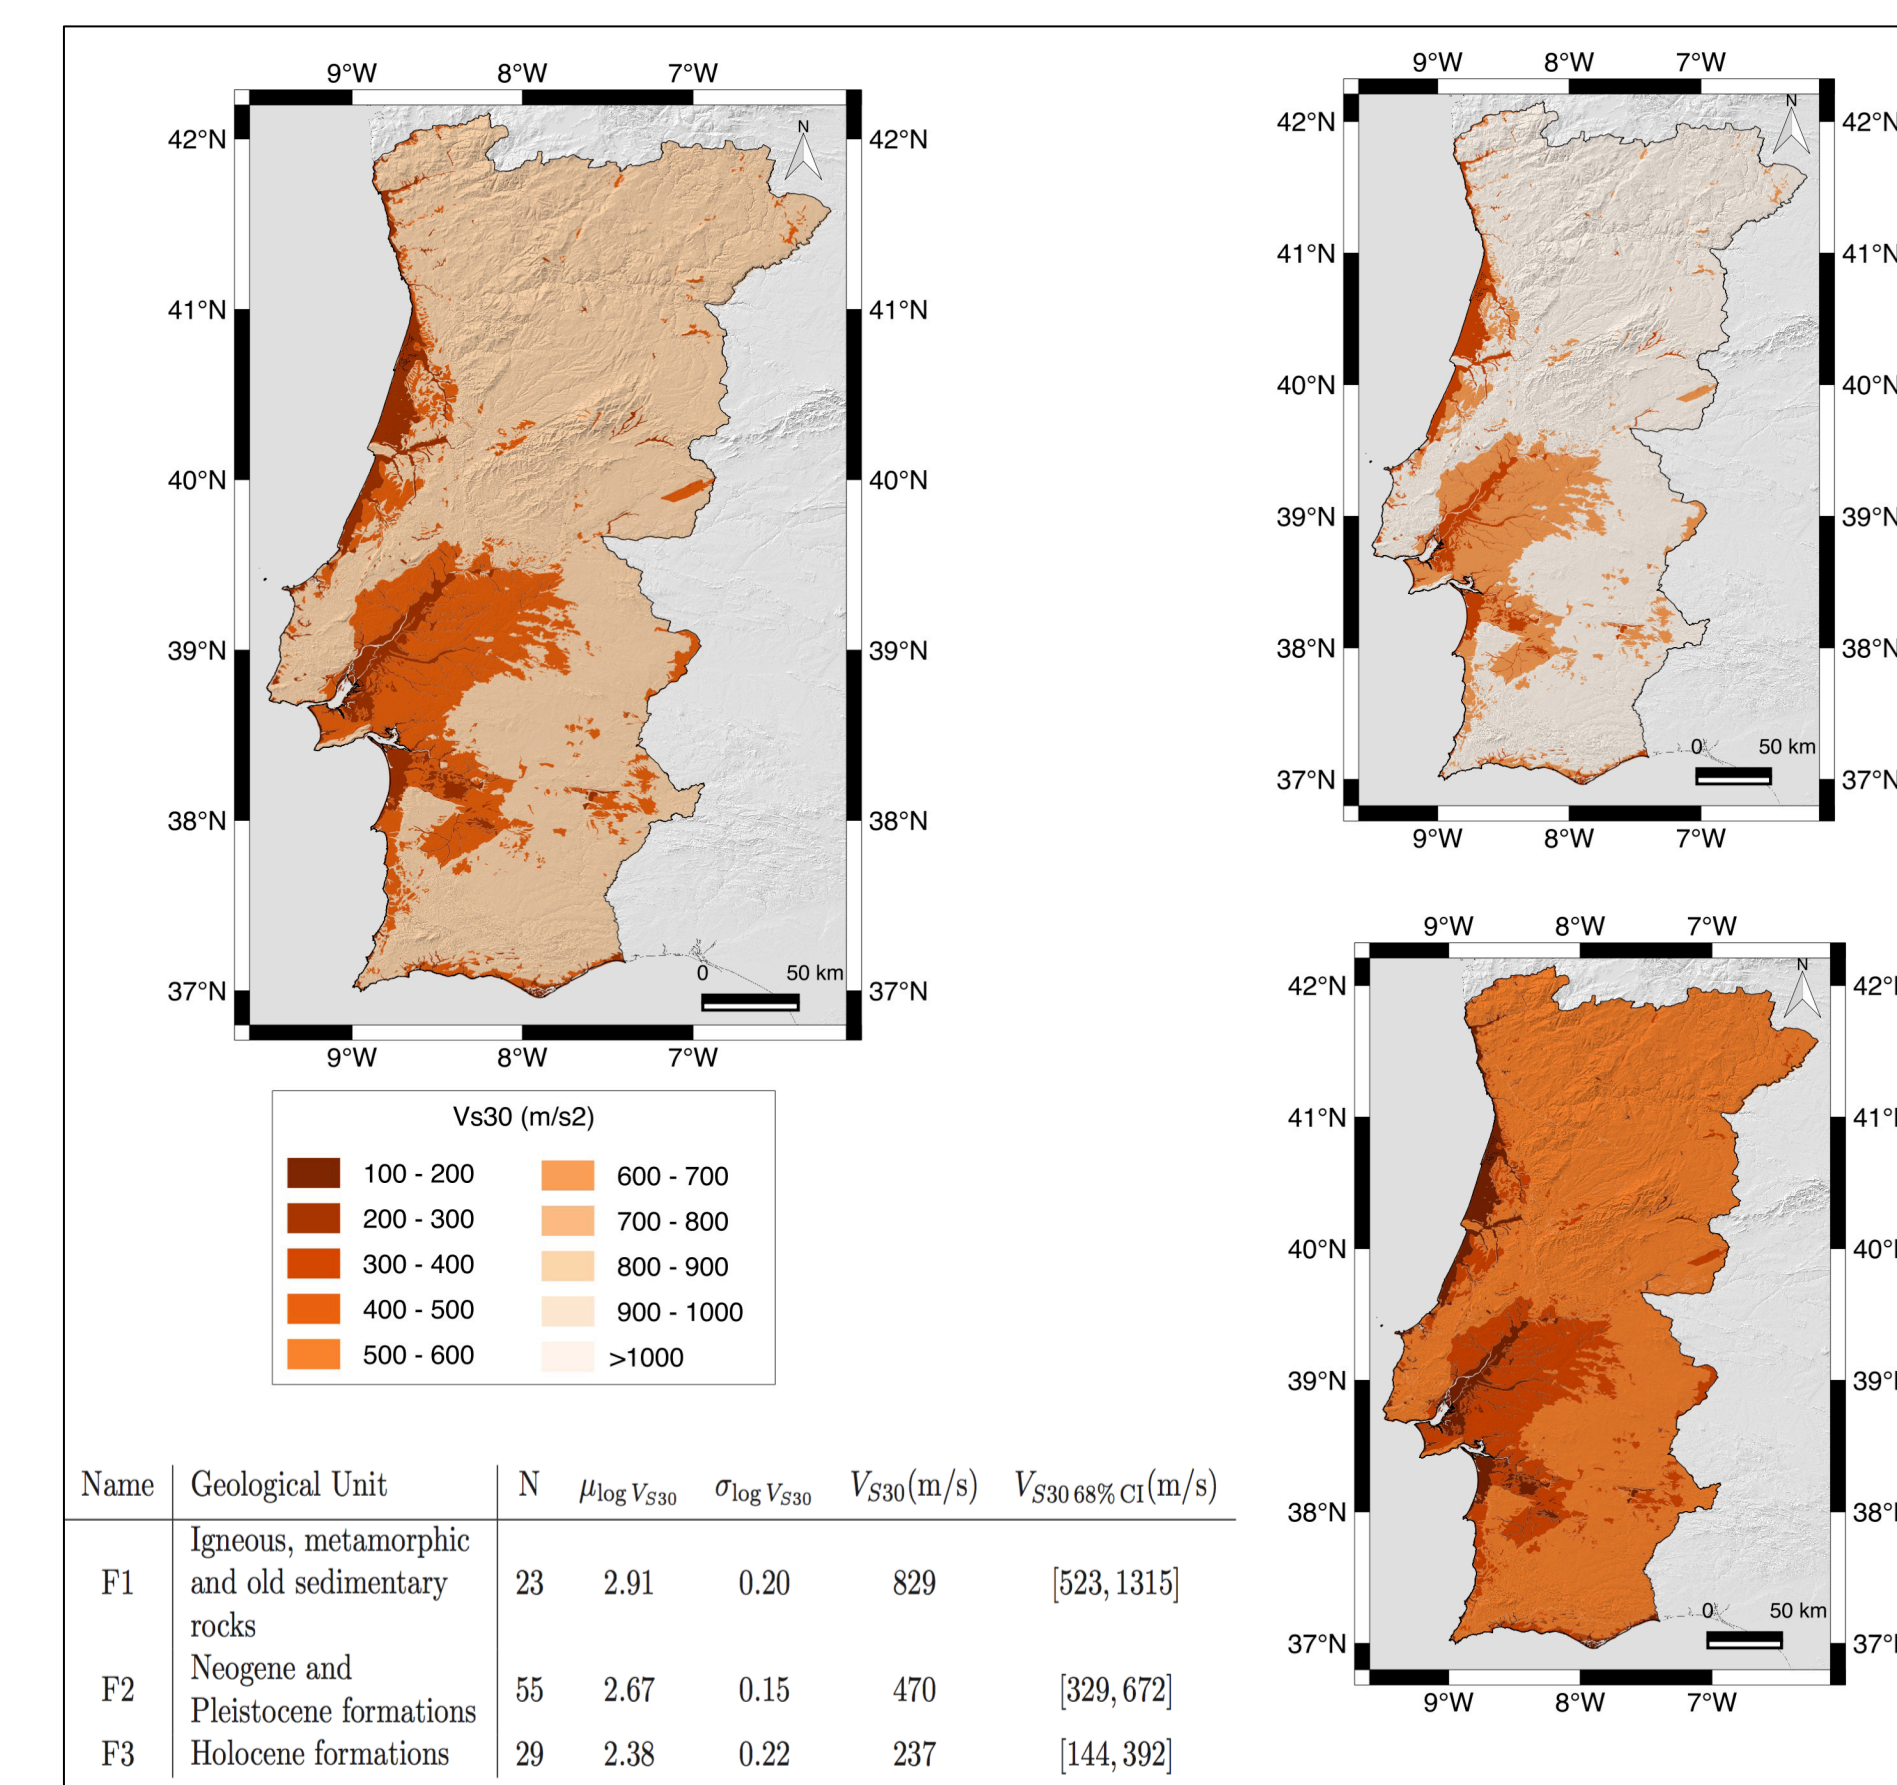 9°W 8°W 7°W
N
42°N 42°N
41°N 41°N
40°N 40°N
39°N 39°N
38°N 38°N
37°N 37°N
0 50 km
9°W 8°W 7°W
Vs30 (m/s2)
100 - 200
200 - 300
300 - 400
400 - 500
500 - 600
600 - 700
700 - 800
800 - 900
900 - 1000
>1000
9°W 8°W 7°W
N
42°N 42°N
41°N 41°N
40°N 40°N
39°N 39°N
38°N 38°N
37°N 37°N
0 50 km
9°W 8°W 7°W
9°W 8°W 7°W
N
42°N 42°N
41°N 41°N
40°N 40°N
39°N 39°N
38°N 38°N
37°N 37°N
0 50 km
9°W 8°W 7°W
Name Geological Unit N μlog VS30 σlog VS30 VS30(m/s) VS30 68% CI(m/s)
Igneous, metamorphic
F1 and old sedimentary 23 2.91 0.20 829 [523, 1315]
rocks
Neogene and
F2 Pleistocene formations 55 2.67 0.15 470 [329, 672]
F3 Holocene formations 29 2.38 0.22 237 [144, 392]